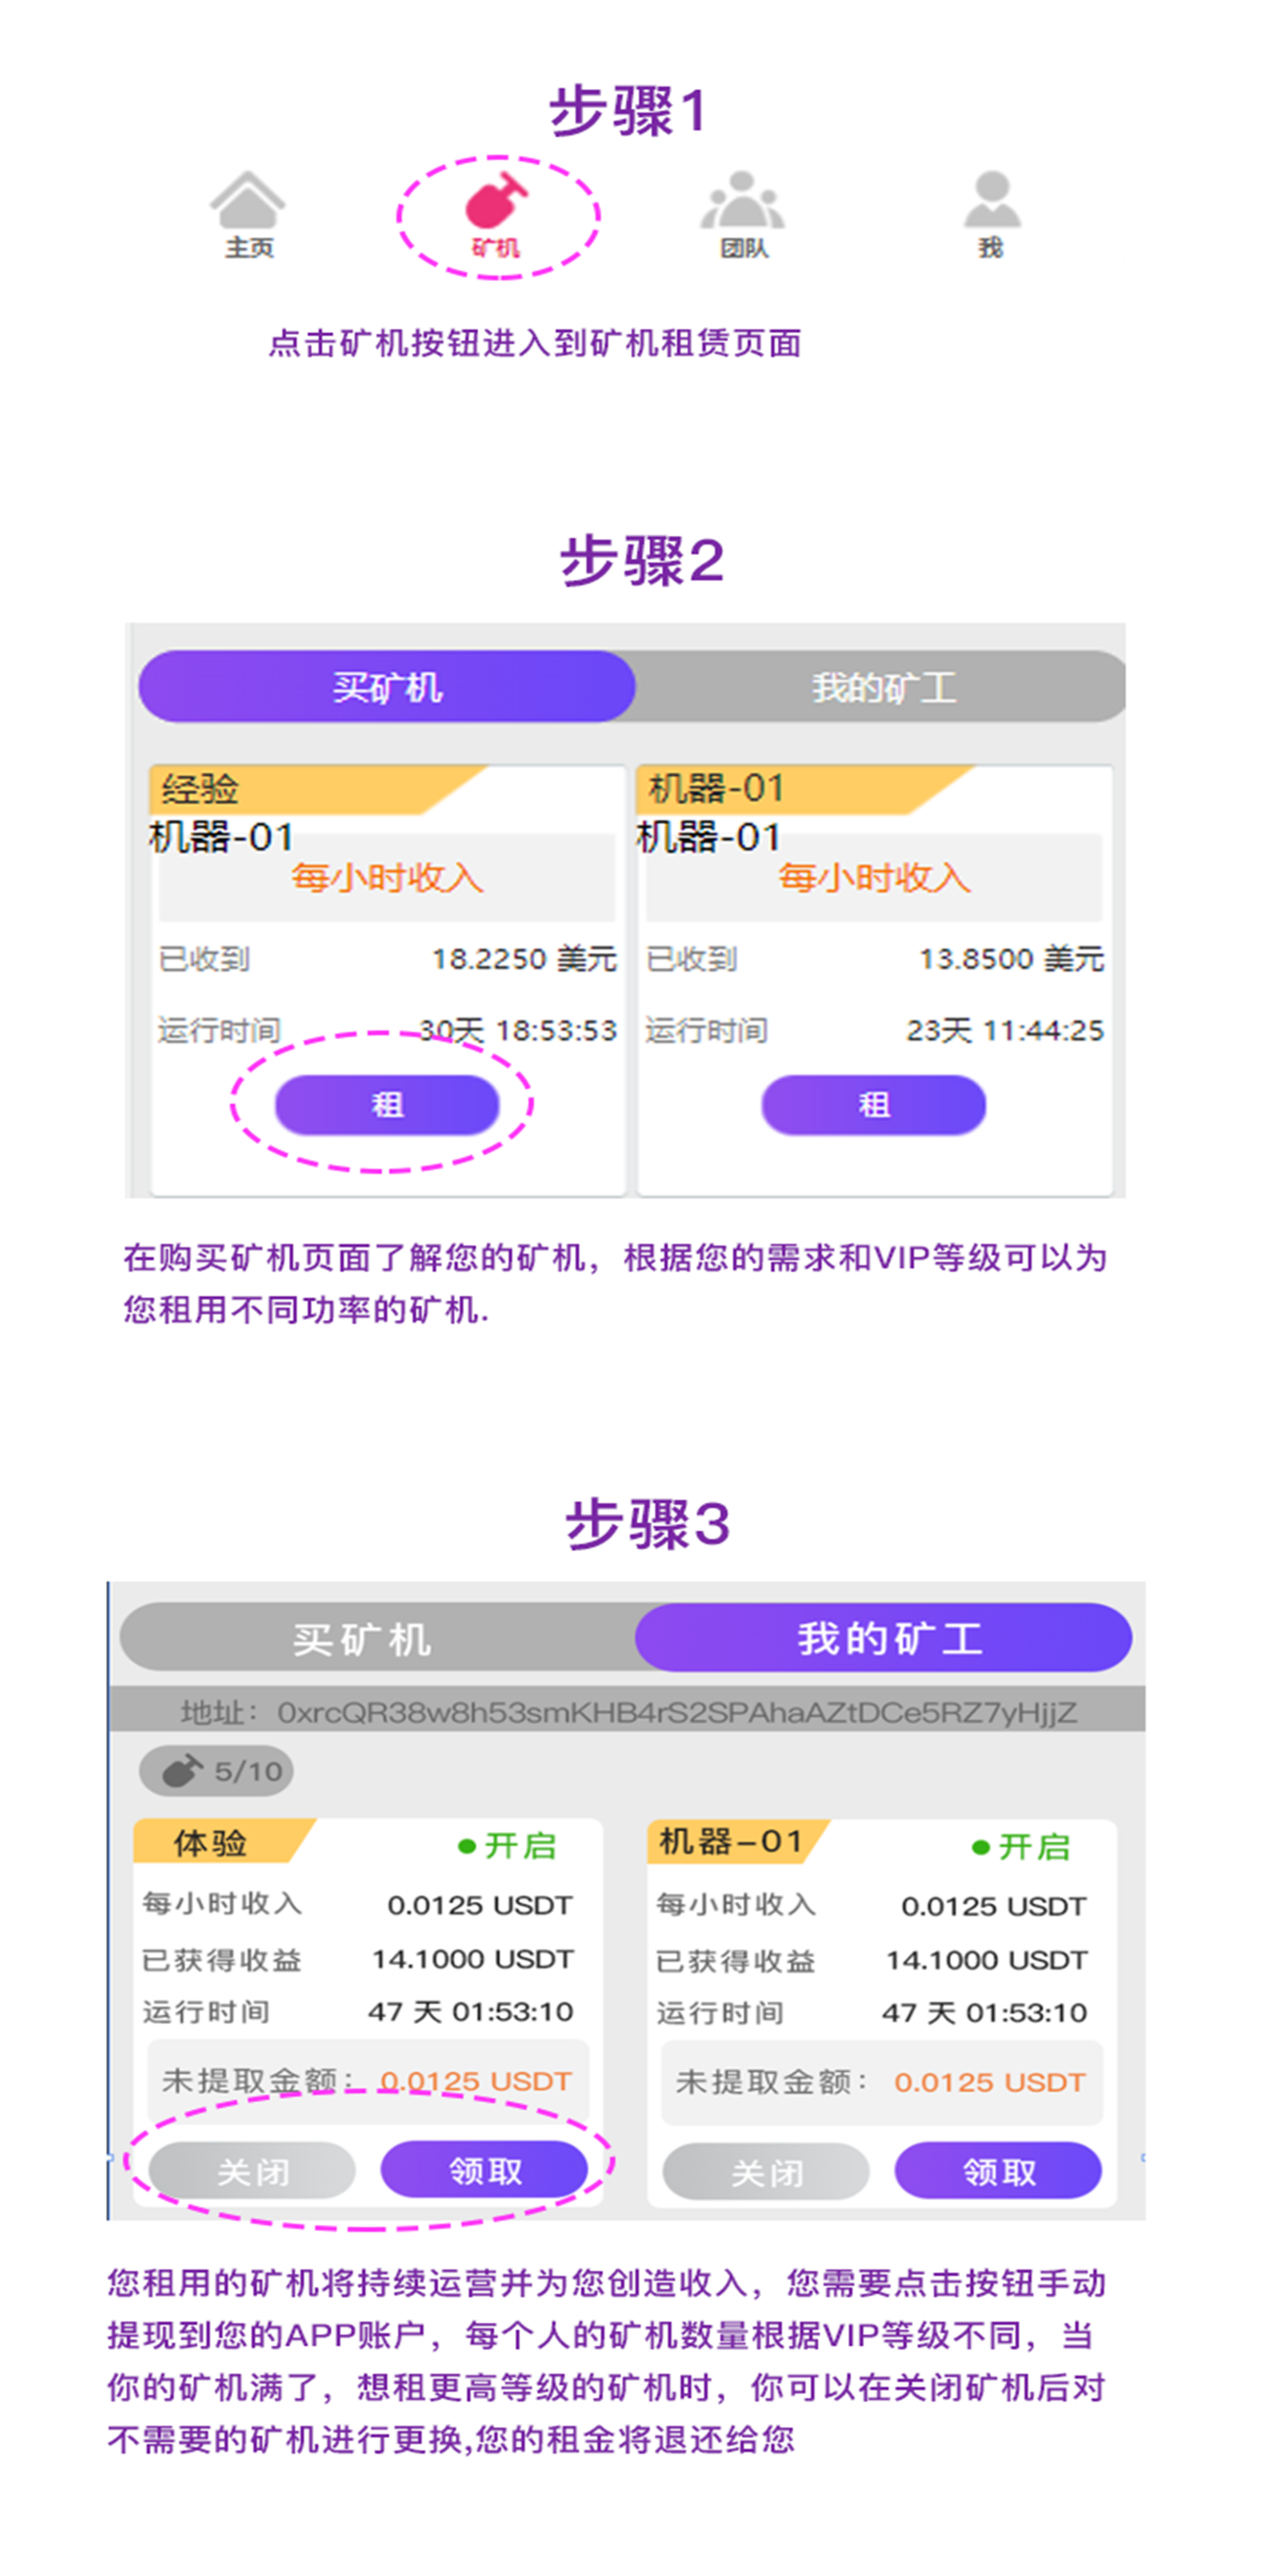 步骤1
主页 矿机 团队 我
点击矿机按钮进入到矿机租赁页面
步骤2
买矿机 我的矿工
经验 机器-01
机器-01 机器-01
每小时收入 每小时收入
已收到 18.2250 美元 已收到 13.8500 美元
运行时间 30天 18:53:53 运行时间 23天 11:44:25
租 租
在购买矿机页面了解您的矿机，根据您的需求和VIP等级可以为
您租用不同功率的矿机.
步骤3
买矿机 我的矿工
地址：0xrcQR38w8h53smKHB4rS2SPAhaAZtDCe5RZ7yHjjZ
5/10
体验 开启 机器-01 开启
每小时收入 0.0125 USDT 每小时收入 0.0125 USDT
已获得收益 14.1000 USDT 已获得收益 14.1000 USDT
运行时间 47 天 01:53:10 运行时间 47 天 01:53:10
未提取金额：0.0125 USDT 未提取金额：0.0125 USDT
关闭 领取 关闭 领取
您租用的矿机将持续运营并为您创造收入，您需要点击按钮手动
提现到您的APP账户，每个人的矿机数量根据VIP等级不同，当
你的矿机满了，想租更高等级的矿机时，你可以在关闭矿机后对
不需要的矿机进行更换,您的租金将退还给您